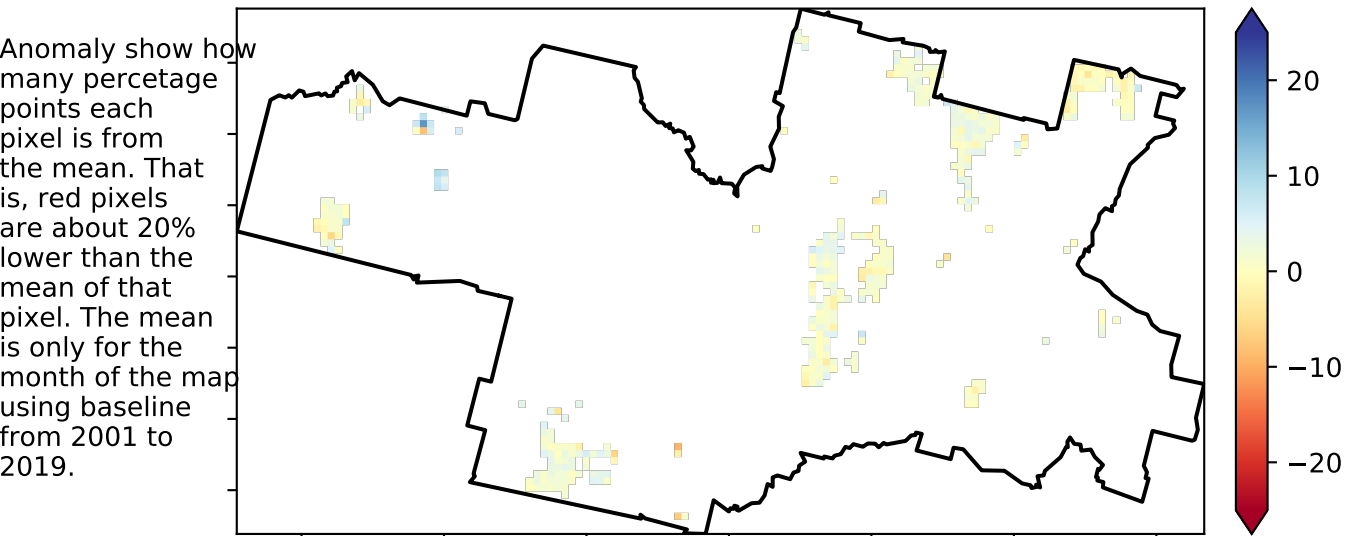 Anomaly show how
many percetage
points each
pixel is from
the mean. That
is, red pixels
are about 20%
lower than the
mean of that
pixel. The mean
is only for the
month of the map
using baseline
from 2001 to
2019.
20
10
0
−10
−20